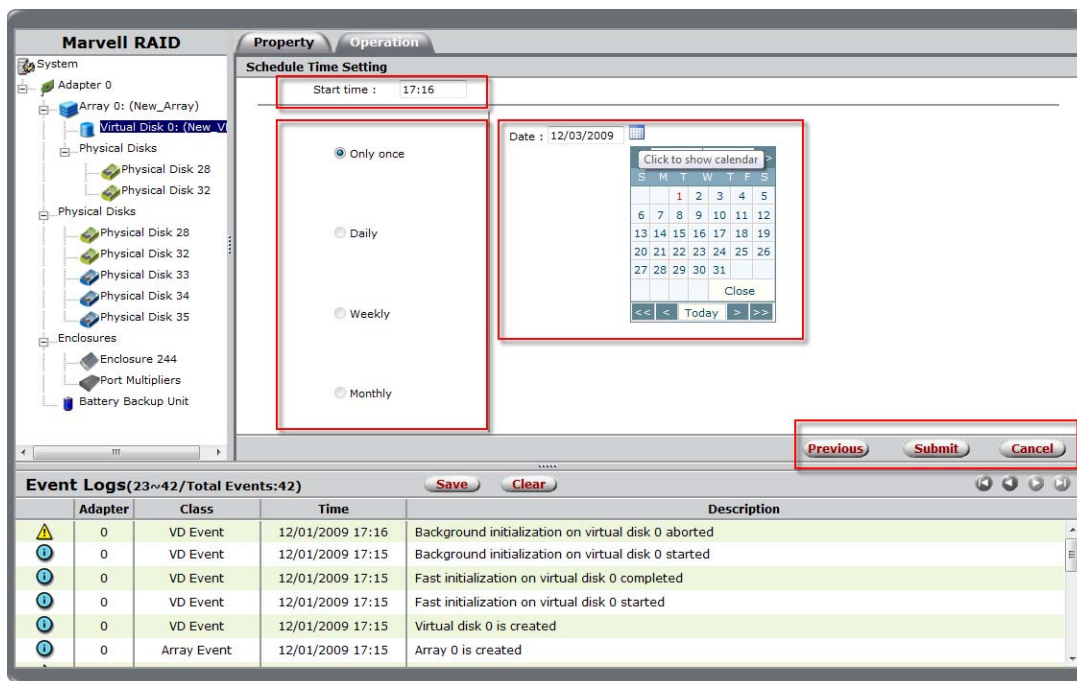 Marvell RAID
System
Adapter 0
Array 0: (New_Array)
Virtual Disk 0: (New_V
Physical Disks
Physical Disk 28
Physical Disk 32
Physical Disks
Physical Disk 28
Physical Disk 32
Physical Disk 33
Physical Disk 34
Physical Disk 35
Enclosures
Enclosure 244
Port Multipliers
Battery Backup Unit
Property Operation
Schedule Time Setting
Start time : 17:16
Only once
Daily
Weekly
Monthly
Date : 12/03/2009
Click to show calendar >
S M T W T F S
1 2 3 4 5
6 7 8 9 10 11 12
13 14 15 16 17 18 19
20 21 22 23 24 25 26
27 28 29 30 31
Close
<< < Today > >>
Previous Submit Cancel
Event Logs(23~42/Total Events:42) Save Clear
Adapter Class Time Description
0 VD Event 12/01/2009 17:16 Background initialization on virtual disk 0 aborted
0 VD Event 12/01/2009 17:15 Background initialization on virtual disk 0 started
0 VD Event 12/01/2009 17:15 Fast initialization on virtual disk 0 completed
0 VD Event 12/01/2009 17:15 Fast initialization on virtual disk 0 started
0 VD Event 12/01/2009 17:15 Virtual disk 0 is created
0 Array Event 12/01/2009 17:15 Array 0 is created